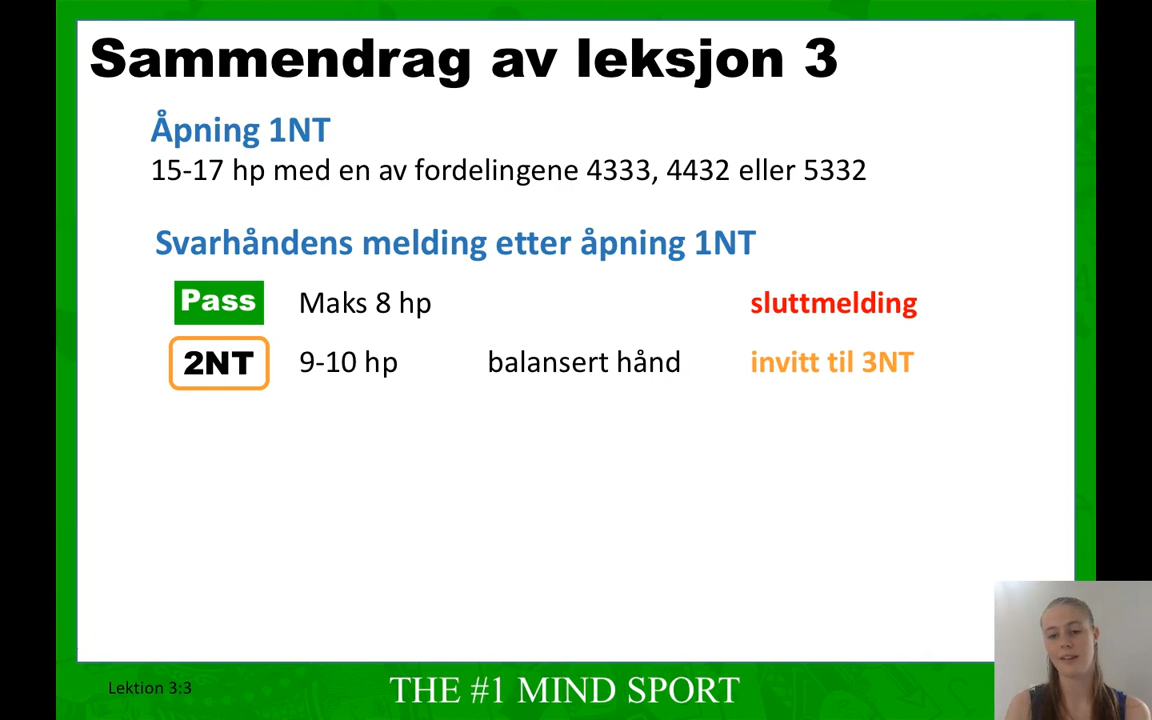 Sammendrag av leksjon 3
Åpning 1NT
15-17 hp med en av fordelingene 4333, 4432 eller 5332
Svarhåndens melding etter åpning 1NT
Pass Maks 8 hp sluttmelding
2NT 9-10 hp balansert hånd invitt til 3NT
Lektion 3:3
THE #1 MIND SPORT